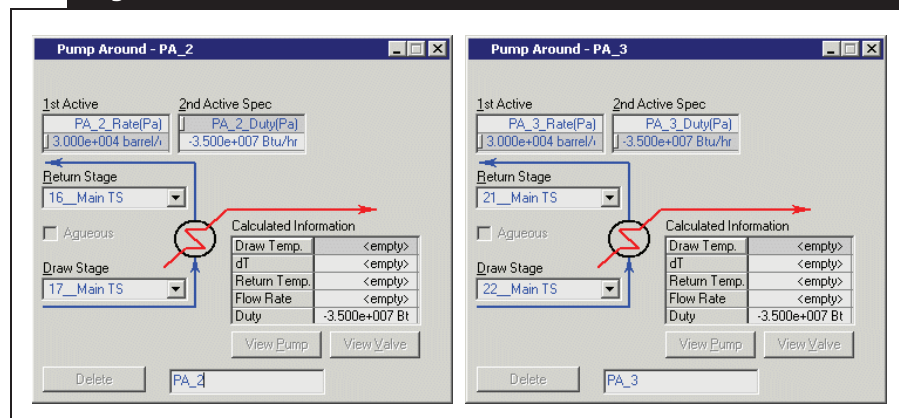 Pump Around - PA_2
1st Active 2nd Active Spec
PA_2_Rate(Pa) PA_2_Duty(Pa)
3.000e+004 barrel/ -3.500e+007 Btu/hr
Return Stage
16__Main TS
Aqueous
Calculated Information
Draw Temp. <empty>
dT <empty>
Return Temp. <empty>
Flow Rate <empty>
Duty -3.500e+007 Bt
Draw Stage
17__Main TS
View Pump View Valve
Delete PA_2
Pump Around - PA_3
1st Active 2nd Active Spec
PA_3_Rate(Pa) PA_3_Duty(Pa)
3.000e+004 barrel/ -3.500e+007 Btu/hr
Return Stage
21__Main TS
Aqueous
Calculated Information
Draw Temp. <empty>
dT <empty>
Return Temp. <empty>
Flow Rate <empty>
Duty -3.500e+007 Bt
Draw Stage
22__Main TS
View Pump View Valve
Delete PA_3